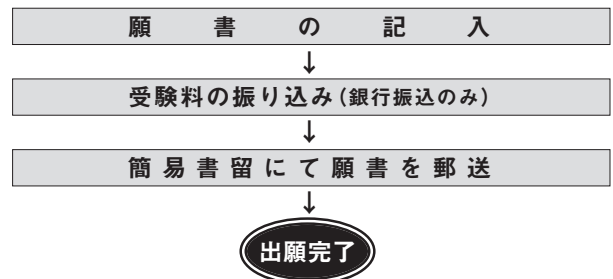 願書の記入
↓
受験料の振り込み(銀行振込のみ)
↓
簡易書留にて願書を郵送
↓
出願完了